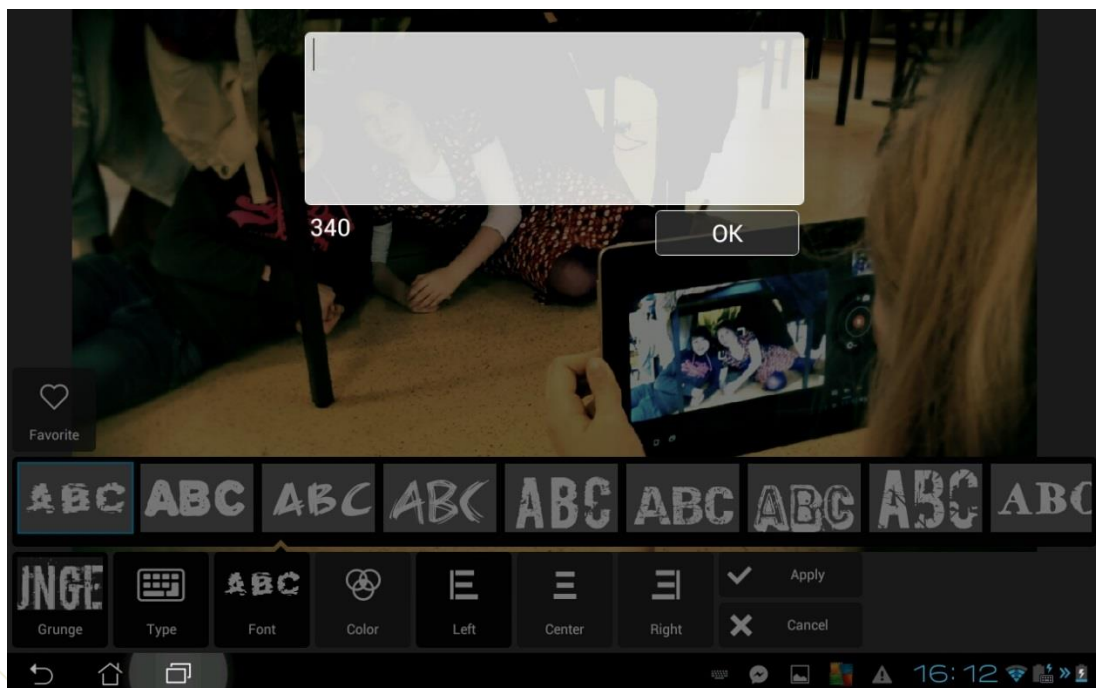 340
OK
Favorite
ABC ABC ABC ABC ABC ABC ABC ABC ABC
UNGE ABC
Grunge Type Font Color Left Center Right
Apply
Cancel
16:12